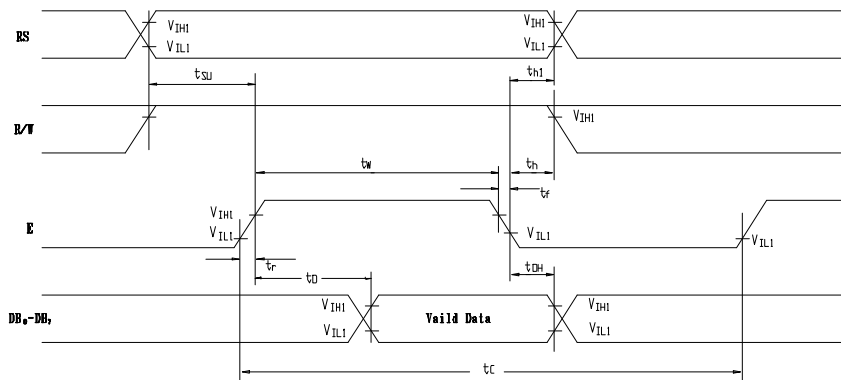 RS
VIH1
VIL1
VIH1
VIL1
tSU
th1
R/W
VIH1
tW
th
tf
E
VIH1
VIL1
VIL1
VIL1
tr
tD
tDH
DB0-DB7
VIH1
VIL1
Vaild Data
VIH1
VIL1
tC